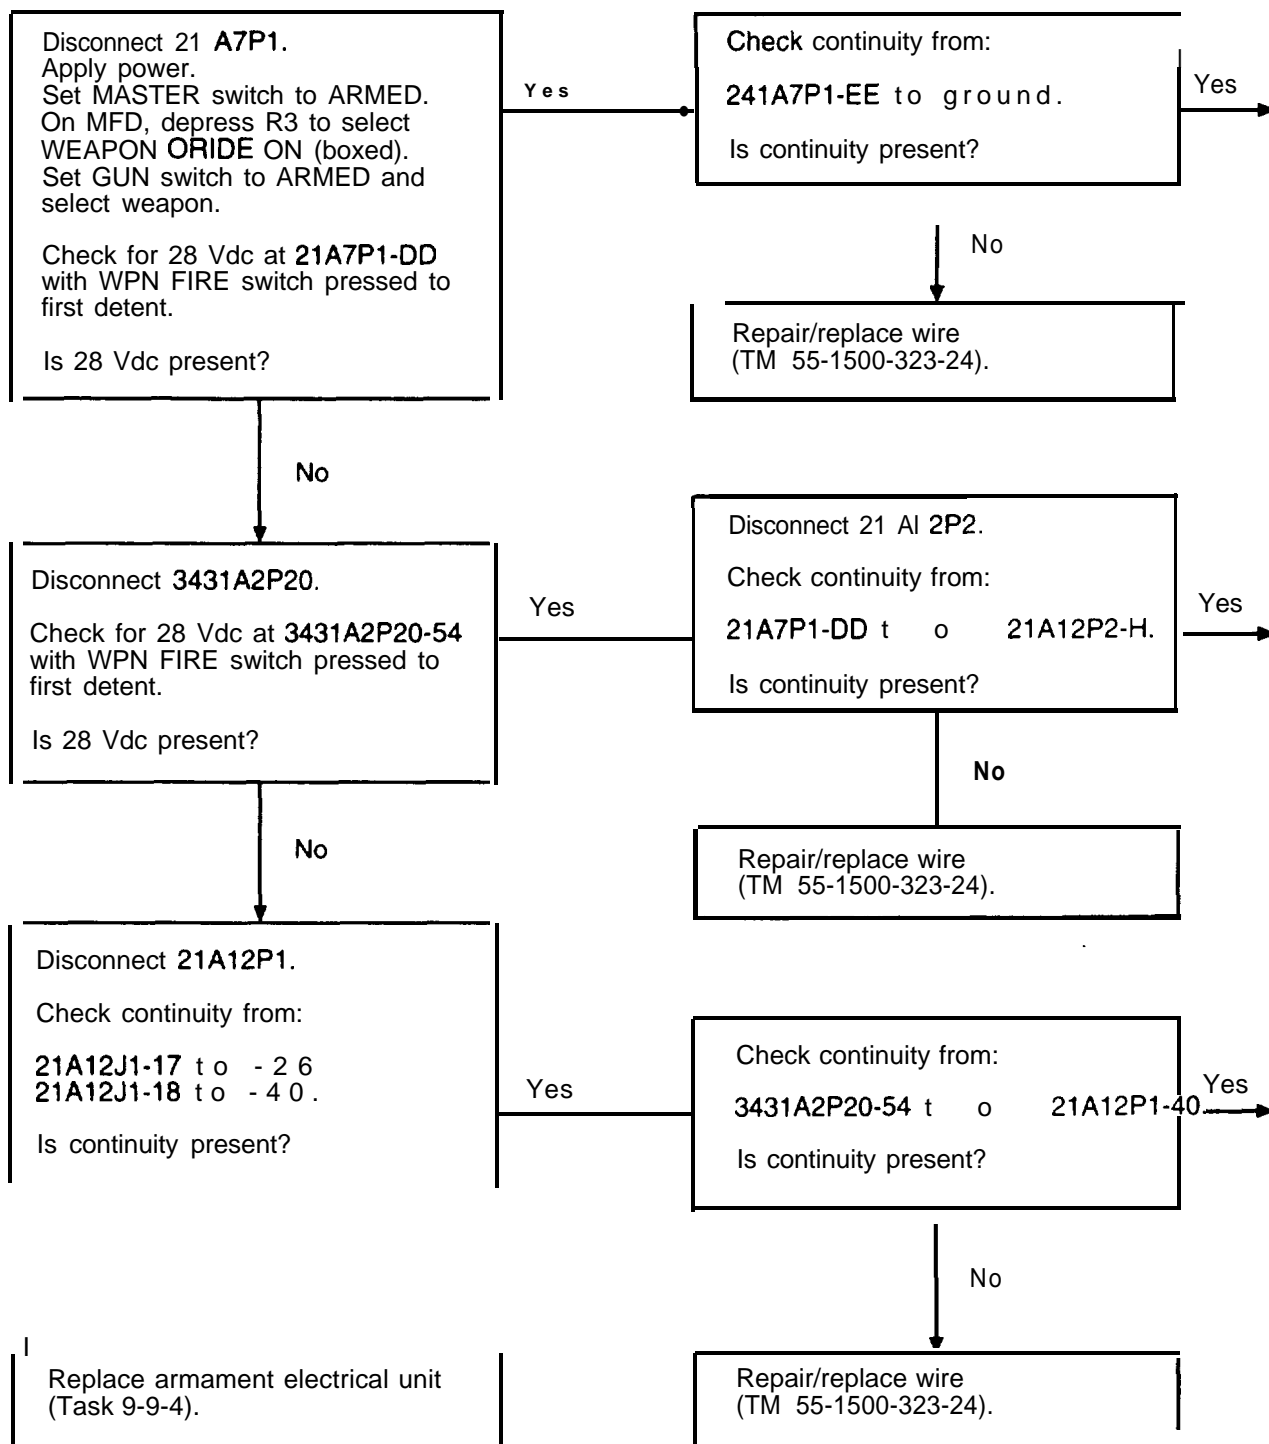 Disconnect 21 A7P1.
Apply power.
Set MASTER switch to ARMED.
On MFD, depress R3 to select
WEAPON ORIDE ON (boxed).
Set GUN switch to ARMED and
select weapon.
Check for 28 Vdc at 21A7P1-DD
with WPN FIRE switch pressed to
first detent.
Is 28 Vdc present?
Yes
Check continuity from:
241A7P1-EE to ground.
Is continuity present?
Yes
No
Repair/replace wire
(TM 55-1500-323-24).
No
Disconnect 3431A2P20.
Check for 28 Vdc at 3431A2P20-54
with WPN FIRE switch pressed to
first detent.
Is 28 Vdc present?
Yes
Disconnect 21 Al 2P2.
Check continuity from:
21A7P1-DD t o 21A12P2-H.
Is continuity present?
Yes
No
Repair/replace wire
(TM 55-1500-323-24).
No
Disconnect 21A12P1.
Check continuity from:
21A12J1-17 to -26
21A12J1-18 to -40.
Is continuity present?
Yes
Check continuity from:
3431A2P20-54 t o 21A12P1-40.
Is continuity present?
Yes
No
Replace armament electrical unit
(Task 9-9-4).
Repair/replace wire
(TM 55-1500-323-24).